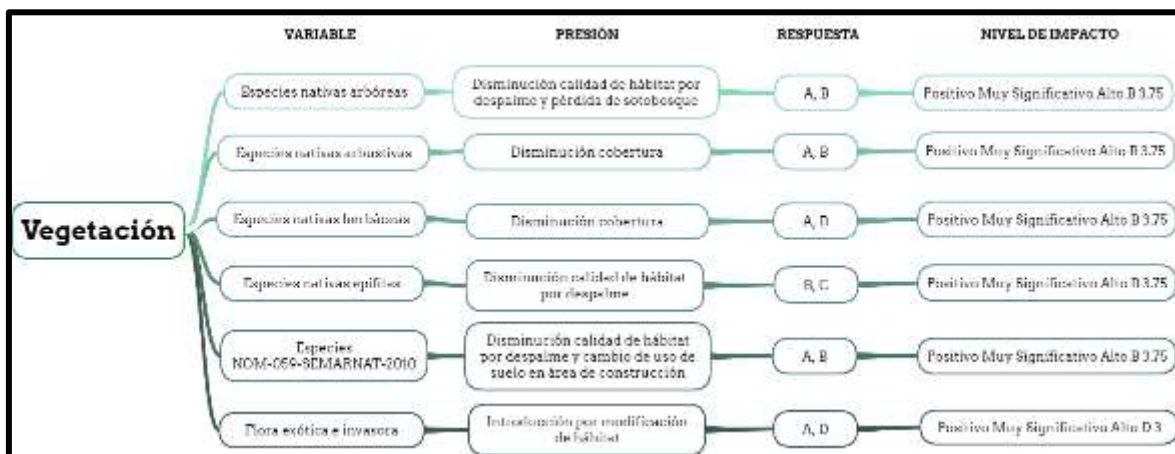 VARIABLE PRESIÓN RESPUESTA NIVEL DE IMPACTO
Vegetación
Especies nativas arbóreas
Disminución calidad de hábitat por
despalme y pérdida de sotobosque
A, B
Positivo Muy Significativo Alto B 3.75
Especies nativas arbustivas
Disminución cobertura
A, B
Positivo Muy Significativo Alto B 3.75
Especies nativas herbáceas
Disminución cobertura
A, D
Positivo Muy Significativo Alto B 3.75
Especies nativas epífitas
Disminución calidad de hábitat
por despalme
B, C
Positivo Muy Significativo Alto B 3.75
Especies
NOM-059-SEMARNAT-2010
Disminución calidad de hábitat
por despalme y cambio de uso de
suelo en área de construcción
A, B
Positivo Muy Significativo Alto B 3.75
Flora exótica e invasora
Introducción por modificación
de hábitat
A, D
Positivo Muy Significativo Alto 3